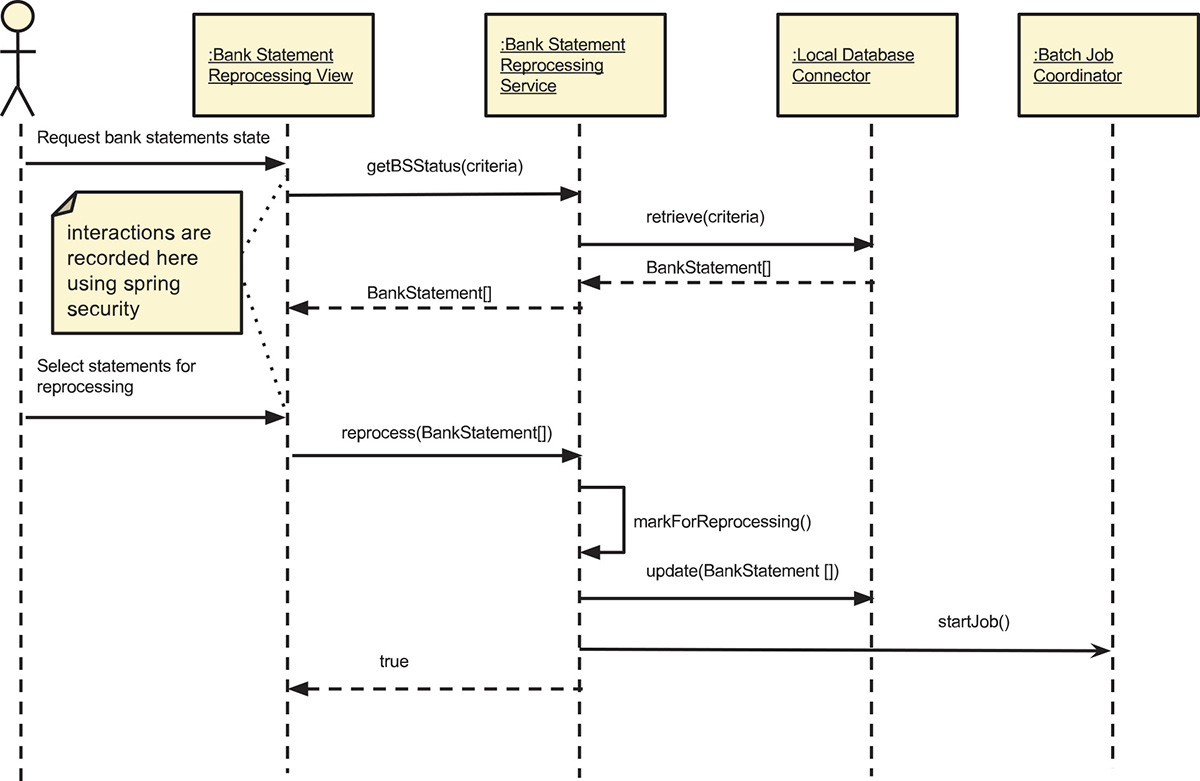 :Bank Statement
Reprocessing View
:Bank Statement
Reprocessing
Service
:Local Database
Connector
:Batch Job
Coordinator
Request bank statements state
getBSStatus(criteria)
retrieve(criteria)
interactions are
recorded here
using spring
security
BankStatement[]
BankStatement[]
Select statements for
reprocessing
reprocess(BankStatement[])
markForReprocessing()
update(BankStatement [])
startJob()
true